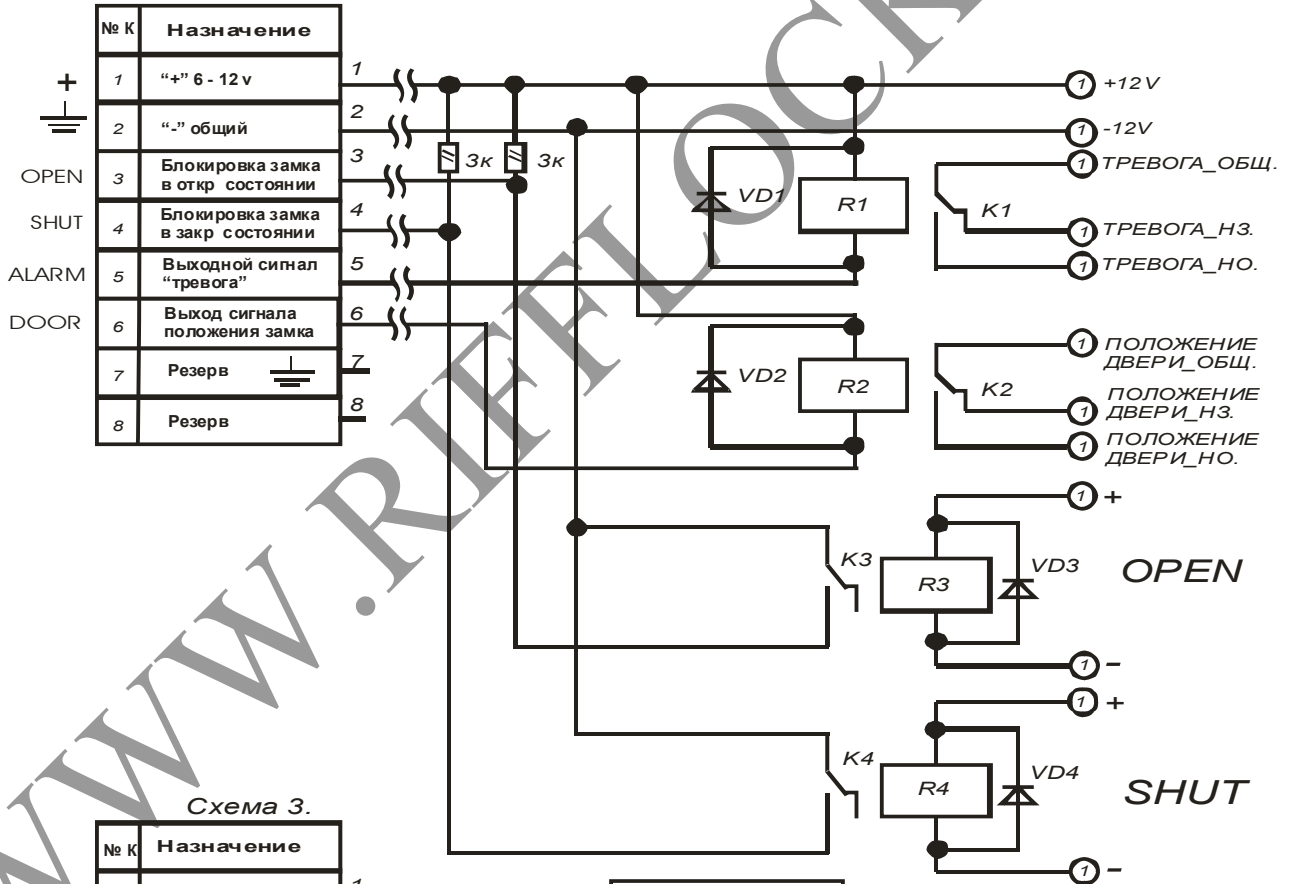 № К Назначение
+ 1 “+” 6 - 12 v 1
2 “-” общий 2
OPEN 3 Блокировка замка
в откр состоянии 3
SHUT 4 Блокировка замка
в закр состоянии 4
ALARM 5 Выходной сигнал
“тревога” 5
DOOR 6 Выход сигнала
положения замка 6
7 Резерв 7
8 Резерв 8
3к 3к
1 +12V
1 -12V
1 ТРЕВОГА_ОБЩ.
VD1 R1 K1
1 ТРЕВОГА_НЗ.
1 ТРЕВОГА_НО.
1 ПОЛОЖЕНИЕ
ДВЕРИ_ОБЩ.
VD2 R2 K2
1 ПОЛОЖЕНИЕ
ДВЕРИ_НЗ.
1 ПОЛОЖЕНИЕ
ДВЕРИ_НО.
1 +
K3 R3 VD3 OPEN
1 –
1 +
K4 R4 VD4 SHUT
1 –
Схема 3.
№ К Назначение
1
WWW.RIFFLOCK